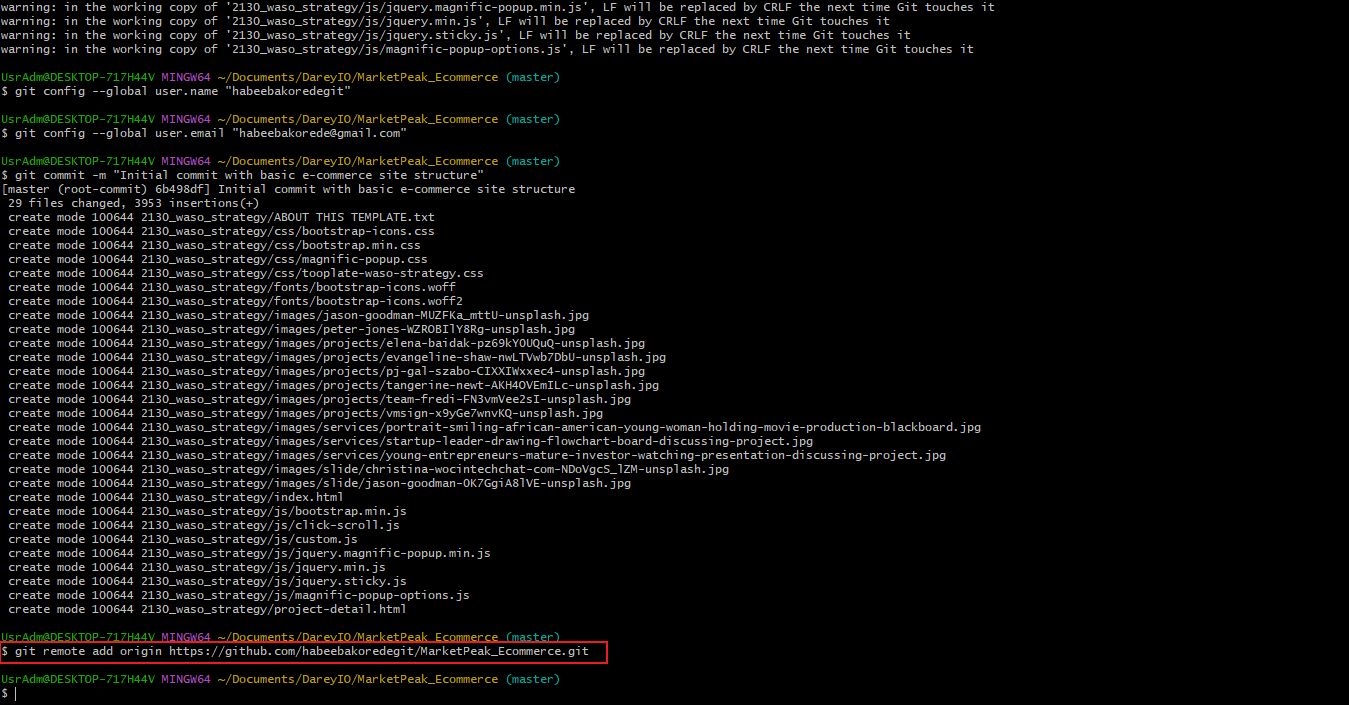 warning: in the working copy of '2130_waso_strategy/js/jquery.magnific-popup.min.js', LF will be replaced by CRLF the next time Git touches it
warning: in the working copy of '2130_waso_strategy/js/jquery.min.js', LF will be replaced by CRLF the next time Git touches it
warning: in the working copy of '2130_waso_strategy/js/jquery.sticky.js', LF will be replaced by CRLF the next time Git touches it
warning: in the working copy of '2130_waso_strategy/js/magnific-popup-options.js', LF will be replaced by CRLF the next time Git touches it
UsrAdm@DESKTOP-717H44V MINGW64 ~/Documents/DareyIO/MarketPeak_Ecommerce (master)
$ git config --global user.name "habeebakoredegit"
UsrAdm@DESKTOP-717H44V MINGW64 ~/Documents/DareyIO/MarketPeak_Ecommerce (master)
$ git config --global user.email "habeebakorede@gmail.com"
UsrAdm@DESKTOP-717H44V MINGW64 ~/Documents/DareyIO/MarketPeak_Ecommerce (master)
$ git commit -m "Initial commit with basic e-commerce site structure"
[master (root-commit) 6b498df] Initial commit with basic e-commerce site structure
29 files changed, 3953 insertions(+)
create mode 100644 2130_waso_strategy/ABOUT THIS TEMPLATE.txt
create mode 100644 2130_waso_strategy/css/bootstrap-icons.css
create mode 100644 2130_waso_strategy/css/bootstrap.min.css
create mode 100644 2130_waso_strategy/css/magnific-popup.css
create mode 100644 2130_waso_strategy/css/tooplate-waso-strategy.css
create mode 100644 2130_waso_strategy/fonts/bootstrap-icons.woff
create mode 100644 2130_waso_strategy/fonts/bootstrap-icons.woff2
create mode 100644 2130_waso_strategy/images/jason-goodman-MUZFKa_mttU-unsplash.jpg
create mode 100644 2130_waso_strategy/images/peter-jones-WZROBIlY8Rg-unsplash.jpg
create mode 100644 2130_waso_strategy/images/projects/elena-baidak-pz69kYOUQuQ-unsplash.jpg
create mode 100644 2130_waso_strategy/images/projects/evangeline-shaw-nwLTVwb7DbU-unsplash.jpg
create mode 100644 2130_waso_strategy/images/projects/pj-gal-szabo-CIXXIWxxec4-unsplash.jpg
create mode 100644 2130_waso_strategy/images/projects/tangerine-newt-AKH4OVEmILc-unsplash.jpg
create mode 100644 2130_waso_strategy/images/projects/team-fredi-FN3vmVee2sI-unsplash.jpg
create mode 100644 2130_waso_strategy/images/projects/vmsign-x9yGe7wnvKQ-unsplash.jpg
create mode 100644 2130_waso_strategy/images/services/portrait-smiling-african-american-young-woman-holding-movie-production-blackboard.jpg
create mode 100644 2130_waso_strategy/images/services/startup-leader-drawing-flowchart-board-discussing-project.jpg
create mode 100644 2130_waso_strategy/images/services/young-entrepreneurs-mature-investor-watching-presentation-discussing-project.jpg
create mode 100644 2130_waso_strategy/images/slide/christina-wocintechchat-com-NDoVgcS_lZM-unsplash.jpg
create mode 100644 2130_waso_strategy/images/slide/jason-goodman-0K7GgiA8lVE-unsplash.jpg
create mode 100644 2130_waso_strategy/index.html
create mode 100644 2130_waso_strategy/js/bootstrap.min.js
create mode 100644 2130_waso_strategy/js/click-scroll.js
create mode 100644 2130_waso_strategy/js/custom.js
create mode 100644 2130_waso_strategy/js/jquery.magnific-popup.min.js
create mode 100644 2130_waso_strategy/js/jquery.min.js
create mode 100644 2130_waso_strategy/js/jquery.sticky.js
create mode 100644 2130_waso_strategy/js/magnific-popup-options.js
create mode 100644 2130_waso_strategy/project-detail.html
UsrAdm@DESKTOP-717H44V MINGW64 ~/Documents/DareyIO/MarketPeak_Ecommerce (master)
$ git remote add origin https://github.com/habeebakoredegit/MarketPeak_Ecommerce.git
UsrAdm@DESKTOP-717H44V MINGW64 ~/Documents/DareyIO/MarketPeak_Ecommerce (master)
$